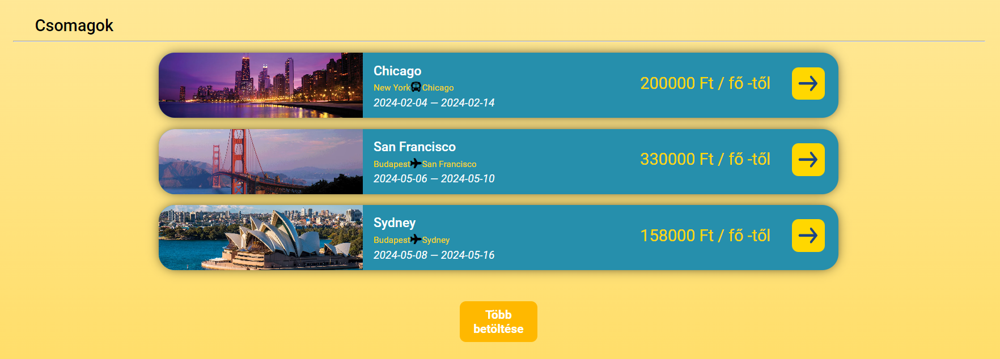 Csomagok
Chicago
New York Chicago
2024-02-04 — 2024-02-14
200000 Ft / fő -től
San Francisco
Budapest San Francisco
2024-05-06 — 2024-05-10
330000 Ft / fő -től
Sydney
Budapest Sydney
2024-05-08 — 2024-05-16
158000 Ft / fő -től
Több
betöltése